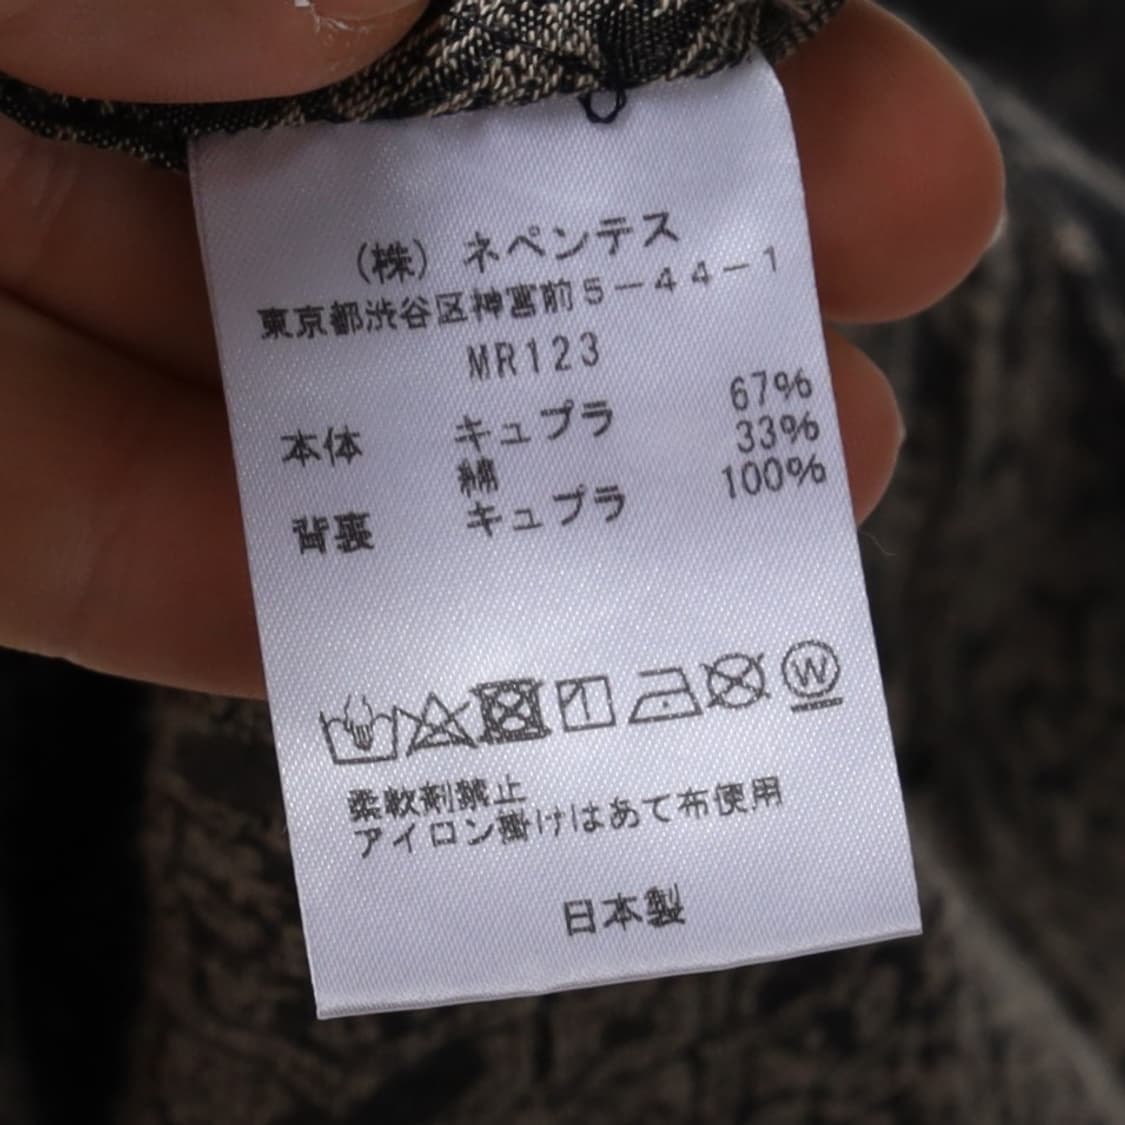 (株) ネペンテス
東京都渋谷区神宮前5-44-1
MR123
本体 キュプラ 67%
綿 33%
背裏 キュプラ 100%
W
柔軟剤禁止
アイロン掛けはあて布使用
日本製